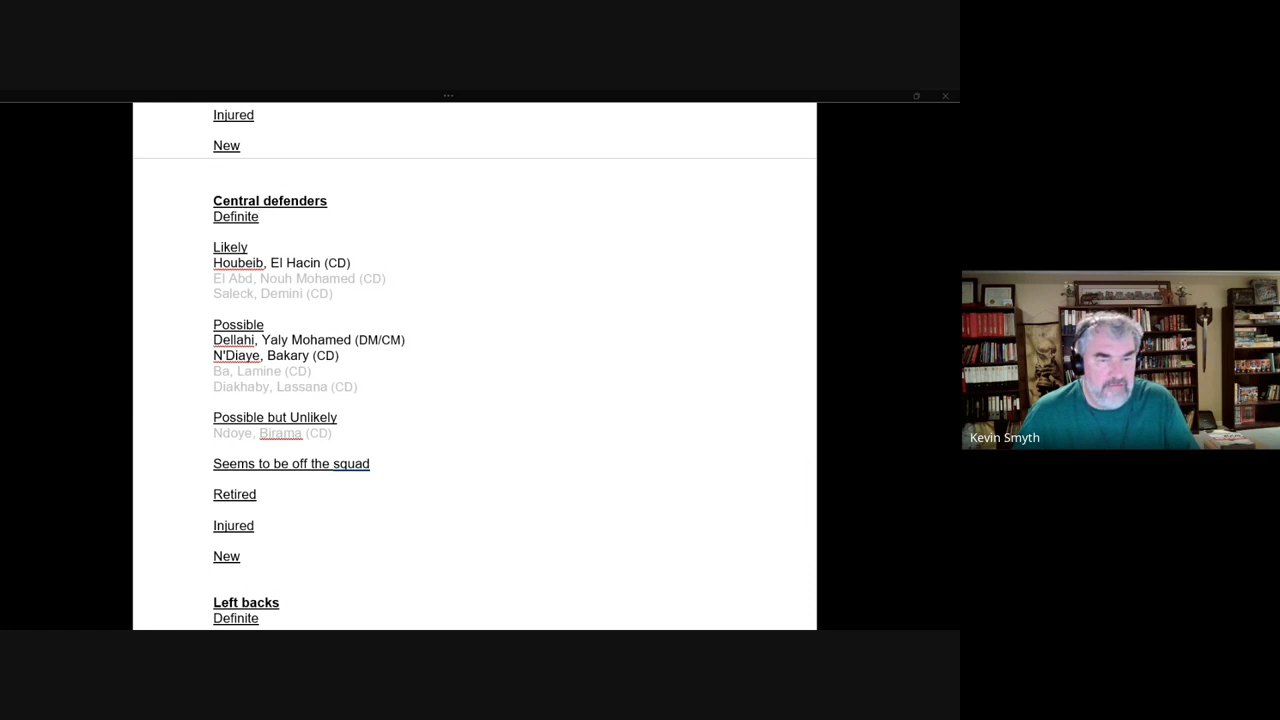 Injured
New
Central defenders
Definite
Likely
Houbeib, El Hacin (CD)
El Abd, Nouh Mohamed (CD)
Saleck, Demini (CD)
Possible
Dellahi, Yaly Mohamed (DM/CM)
N'Diaye, Bakary (CD)
Ba, Lamine (CD)
Diakhaby, Lassana (CD)
Possible but Unlikely
Ndoye, Birama (CD)
Seems to be off the squad
Retired
Injured
New
Left backs
Definite
Kevin Smyth